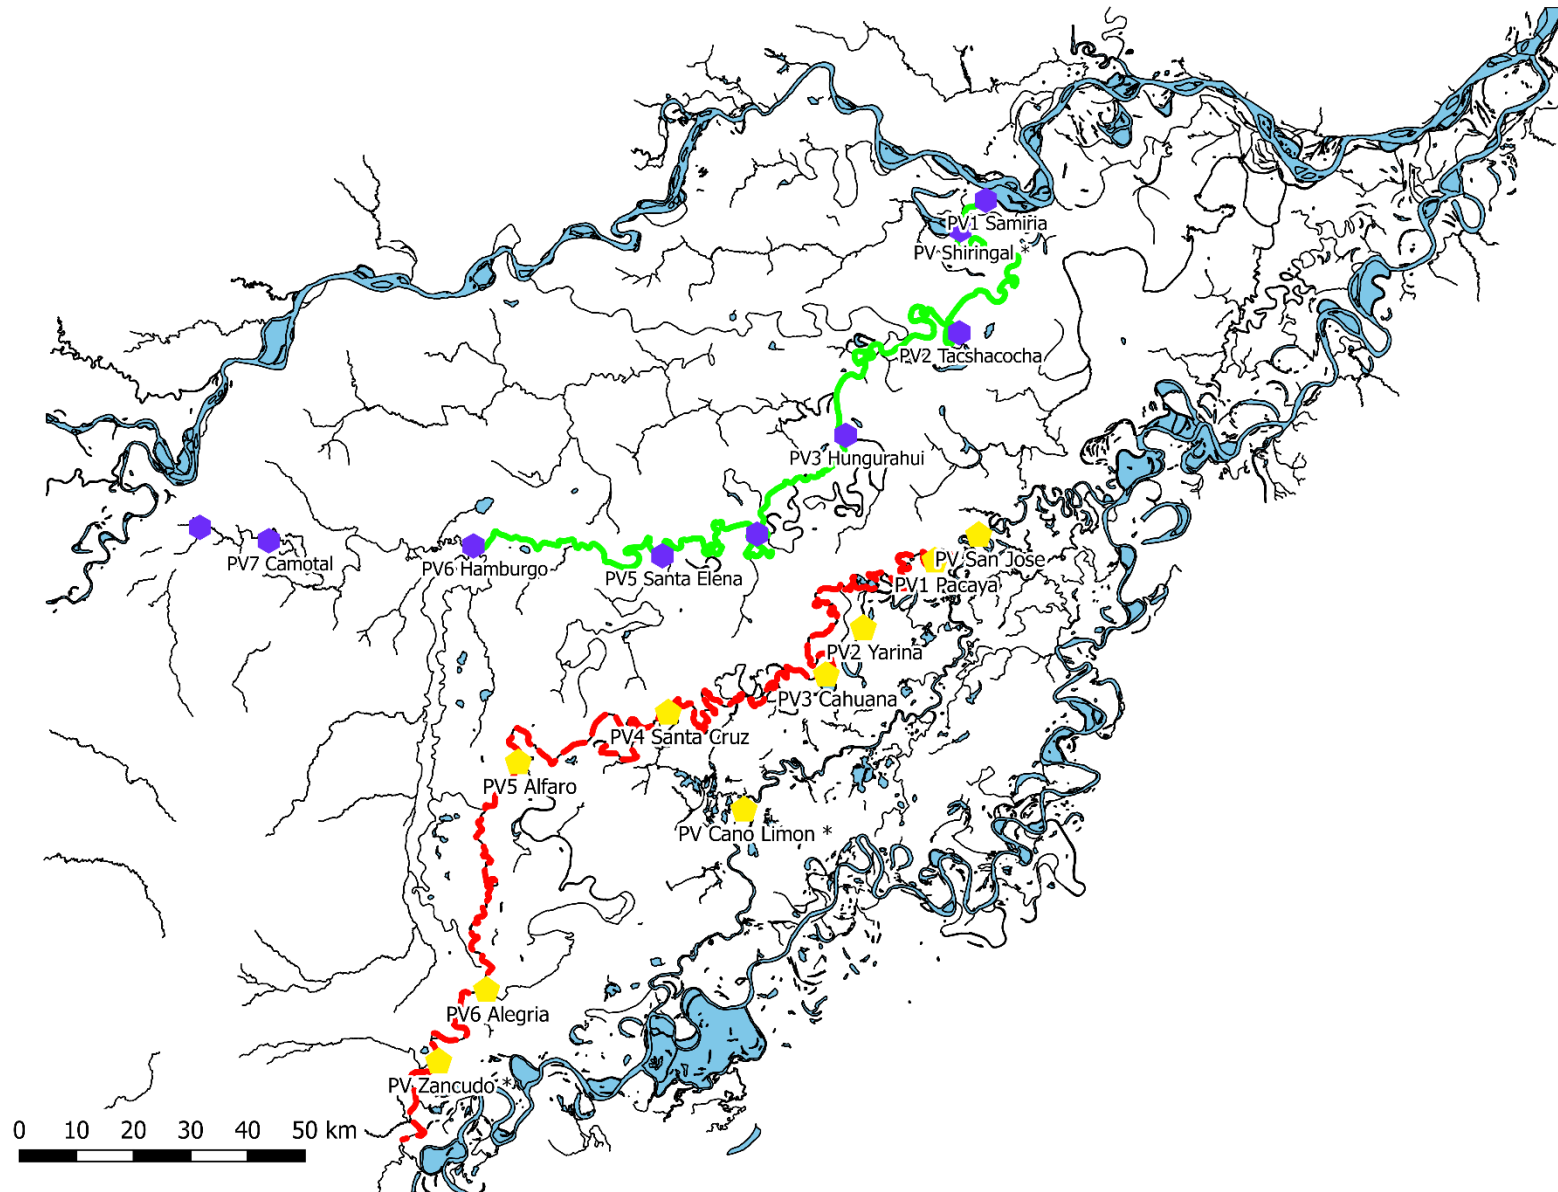 PV1 Samiria
PV Shiringal *
PV2 Tacshacocha
PV3 Hungurahui
PV7 Camotal
PV6 Hamburgo
PV5 Santa Elena
PV San Jose
PV1 Pacaya
PV2 Yarina
PV3 Cahuana
PV4 Santa Cruz
PV5 Alfaro
PV Cano Limon *
PV6 Alegria
PV Zancudo *
0 10 20 30 40 50 km